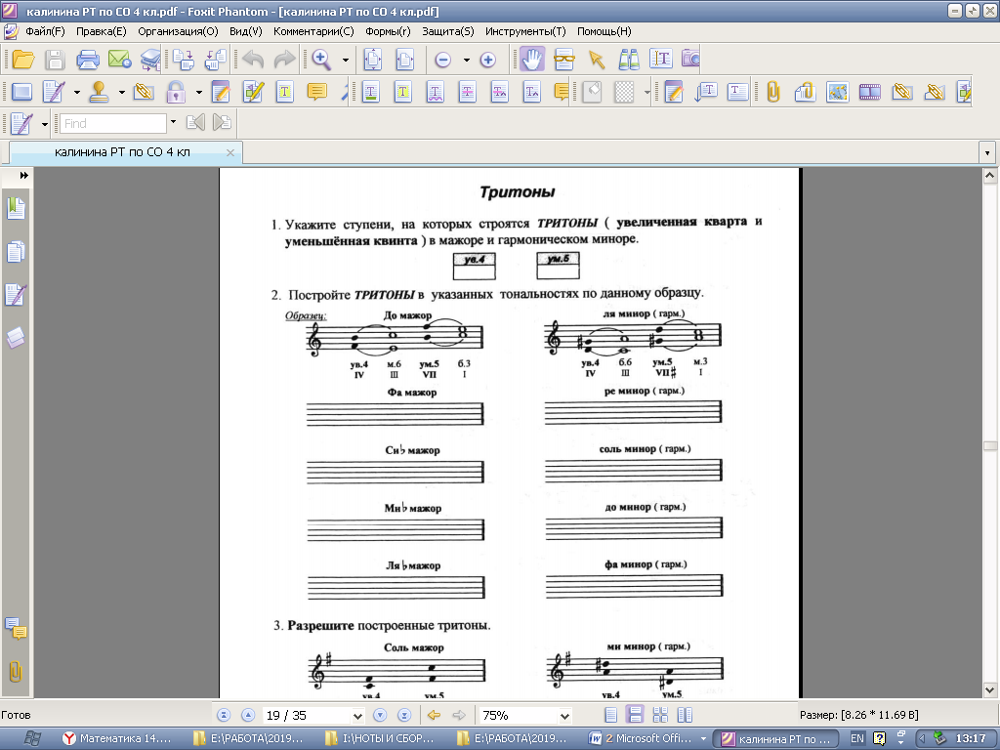 калинина РТ по СО 4 кл.pdf - Foxit Phantom - [калинина РТ по СО 4 кл.pdf]
Файл(F) Правка(E) Организация(O) Вид(V) Комментарии(C) Формы(r) Защита(S) Инструменты(T) Помощь(H)
Find
калинина РТ по СО 4 кл
Тритоны
1. Укажите ступени, на которых строятся ТРИТОНЫ ( увеличенная кварта и
уменьшённая квинта ) в мажоре и гармоническом миноре.
ув.4 ум.5
2. Постройте ТРИТОНЫ в указанных тональностях по данному образцу.
Образец: До мажор ля минор ( гарм.)
ув.4 м.6 ум.5 б.3 ув.4 б.6 ум.5 м.3
IV III VII I IV III VII♯ I
Фа мажор ре минор ( гарм.)
Си♭ мажор соль минор ( гарм.)
Ми♭ мажор до минор ( гарм.)
Ля♭ мажор фа минор ( гарм.)
3. Разрешите построенные тритоны.
Соль мажор ми минор ( гарм.)
ув.4 ум.5 ув.4 ум.5
Готов 19 / 35 75% Размер: [8.26 * 11.69 В]
Математика 14.... E:\РАБОТА\2019... I:\НОТЫ И СБОР... E:\РАБОТА\2019... 2 Microsoft Offi... калинина РТ по ... EN 13:17